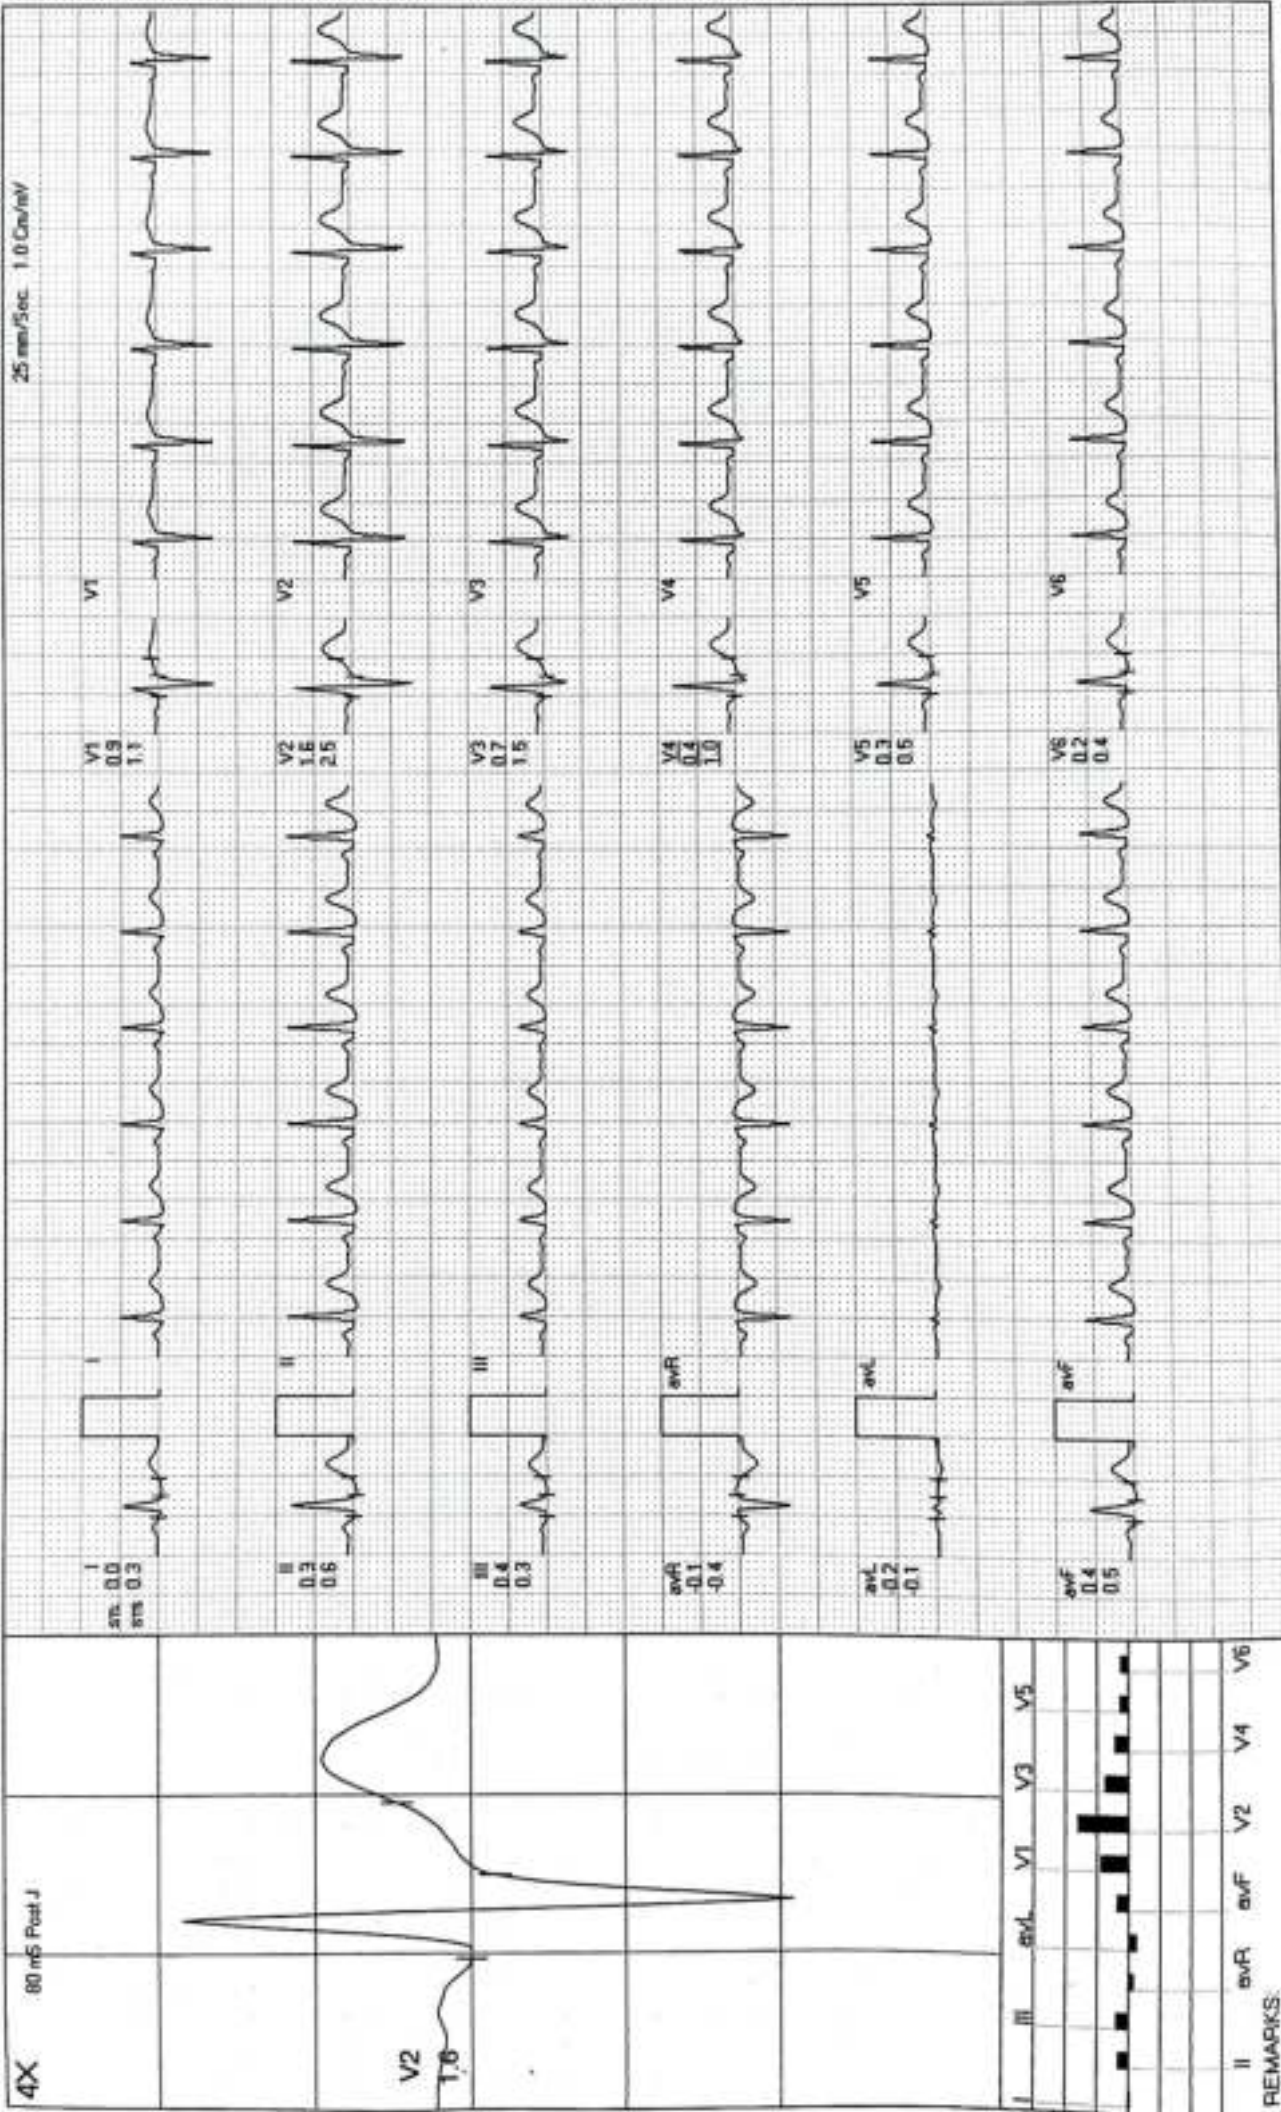 4X
80 mS Post J
V2
1.6
25 mm/Sec. 1.0 Cm/mV
I
STL 0.0
STS 0.3
I
V1
0.9
1.1
V1
II
0.3
0.6
II
V2
1.6
2.5
V2
III
0.4
0.3
III
V3
0.7
1.5
V3
avR
-0.1
-0.4
avR
V4
0.4
1.0
V4
avL
-0.2
-0.1
avL
V5
0.3
0.5
V5
avF
0.4
0.5
avF
V6
0.2
0.4
V6
I III avL V1 V3 V5
II avR avF V2 V4 V6
REMARKS: